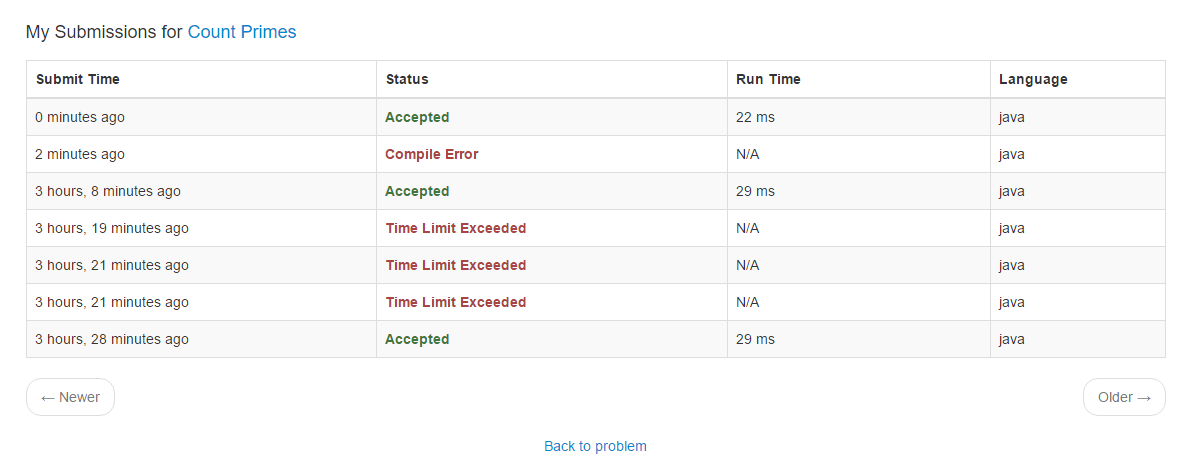 My Submissions for Count Primes
Submit Time Status Run Time Language
0 minutes ago Accepted 22 ms java
2 minutes ago Compile Error N/A java
3 hours, 8 minutes ago Accepted 29 ms java
3 hours, 19 minutes ago Time Limit Exceeded N/A java
3 hours, 21 minutes ago Time Limit Exceeded N/A java
3 hours, 21 minutes ago Time Limit Exceeded N/A java
3 hours, 28 minutes ago Accepted 29 ms java
← Newer Older →
Back to problem